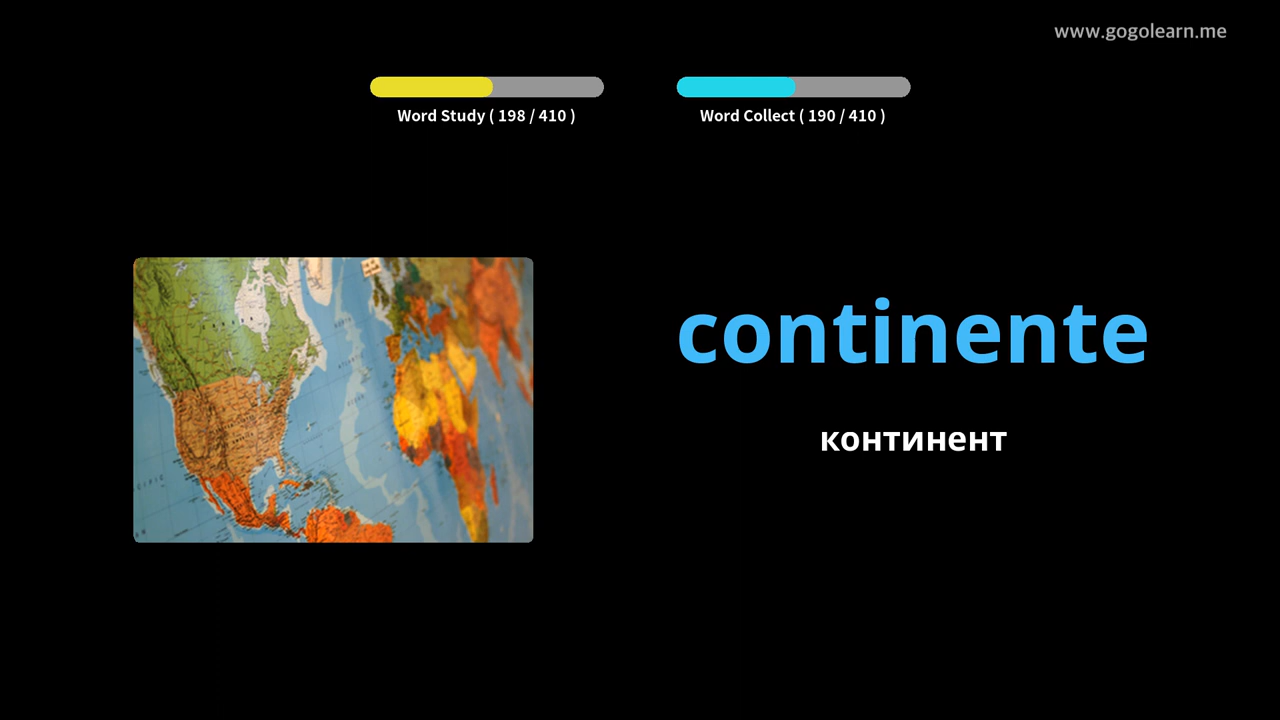 www.gogolearn.me
Word Study ( 198 / 410 )
Word Collect ( 190 / 410 )
continente
континент